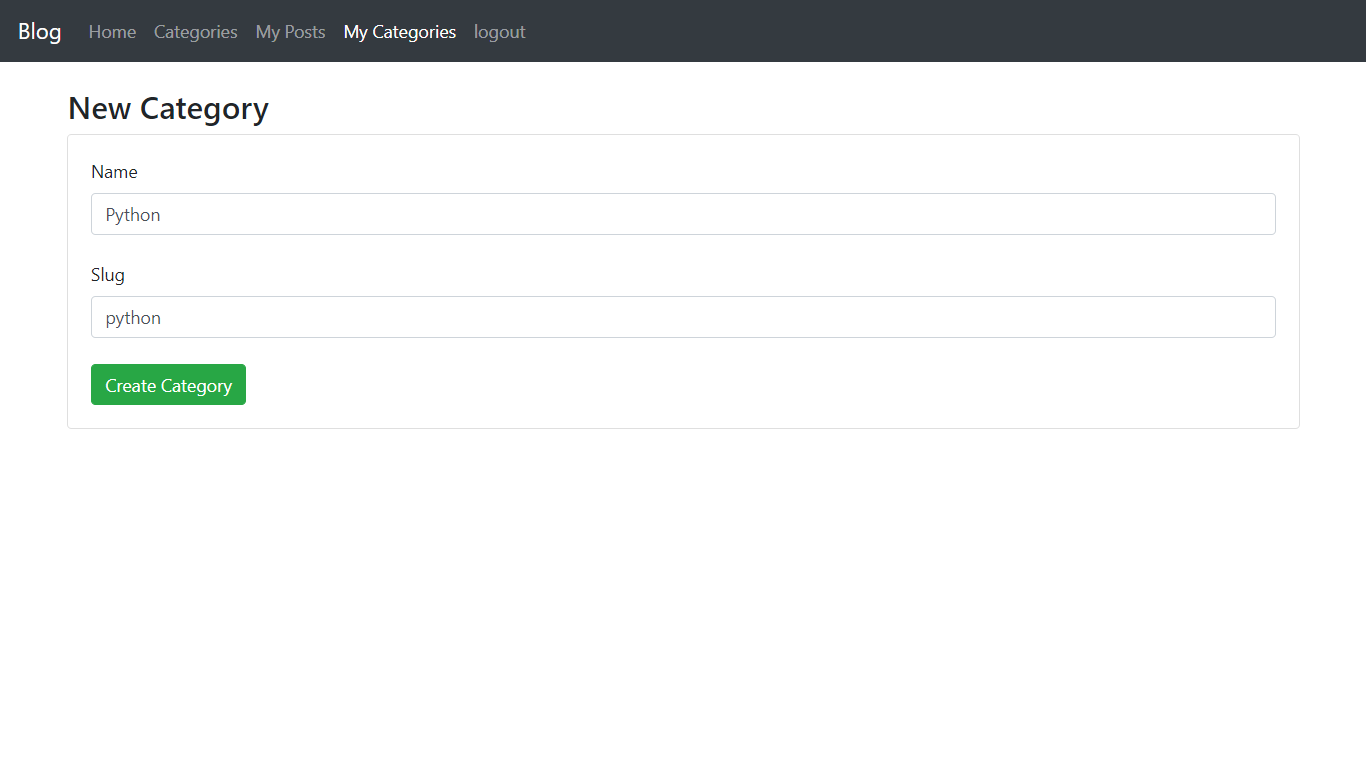 Blog Home Categories My Posts My Categories logout
New Category
Name
Python
Slug
python
Create Category